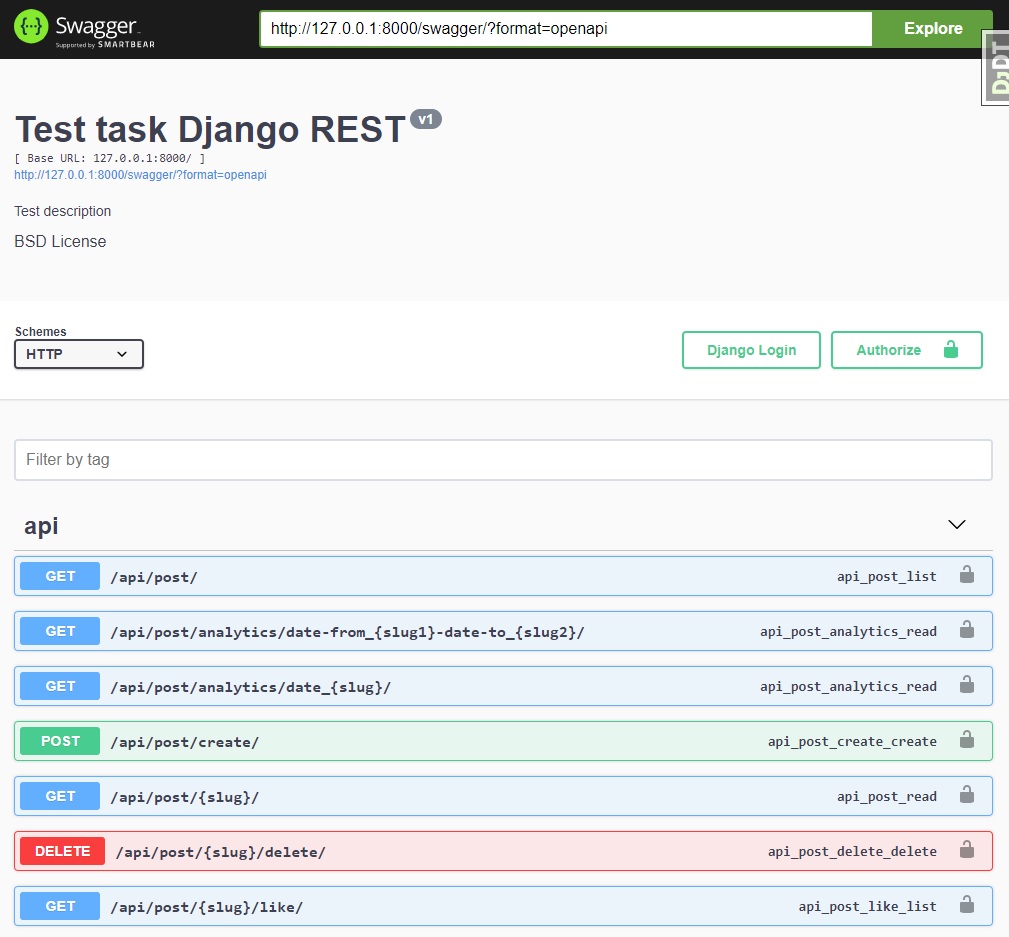 Swagger
Supported by SMARTBEAR
http://127.0.0.1:8000/swagger/?format=openapi
Explore
DjDT
Test task Django REST v1
[ Base URL: 127.0.0.1:8000/ ]
http://127.0.0.1:8000/swagger/?format=openapi
Test description
BSD License
Schemes
HTTP
Django Login
Authorize
Filter by tag
api
GET /api/post/ api_post_list
GET /api/post/analytics/date-from_{slug1}-date-to_{slug2}/ api_post_analytics_read
GET /api/post/analytics/date_{slug}/ api_post_analytics_read
POST /api/post/create/ api_post_create_create
GET /api/post/{slug}/ api_post_read
DELETE /api/post/{slug}/delete/ api_post_delete_delete
GET /api/post/{slug}/like/ api_post_like_list